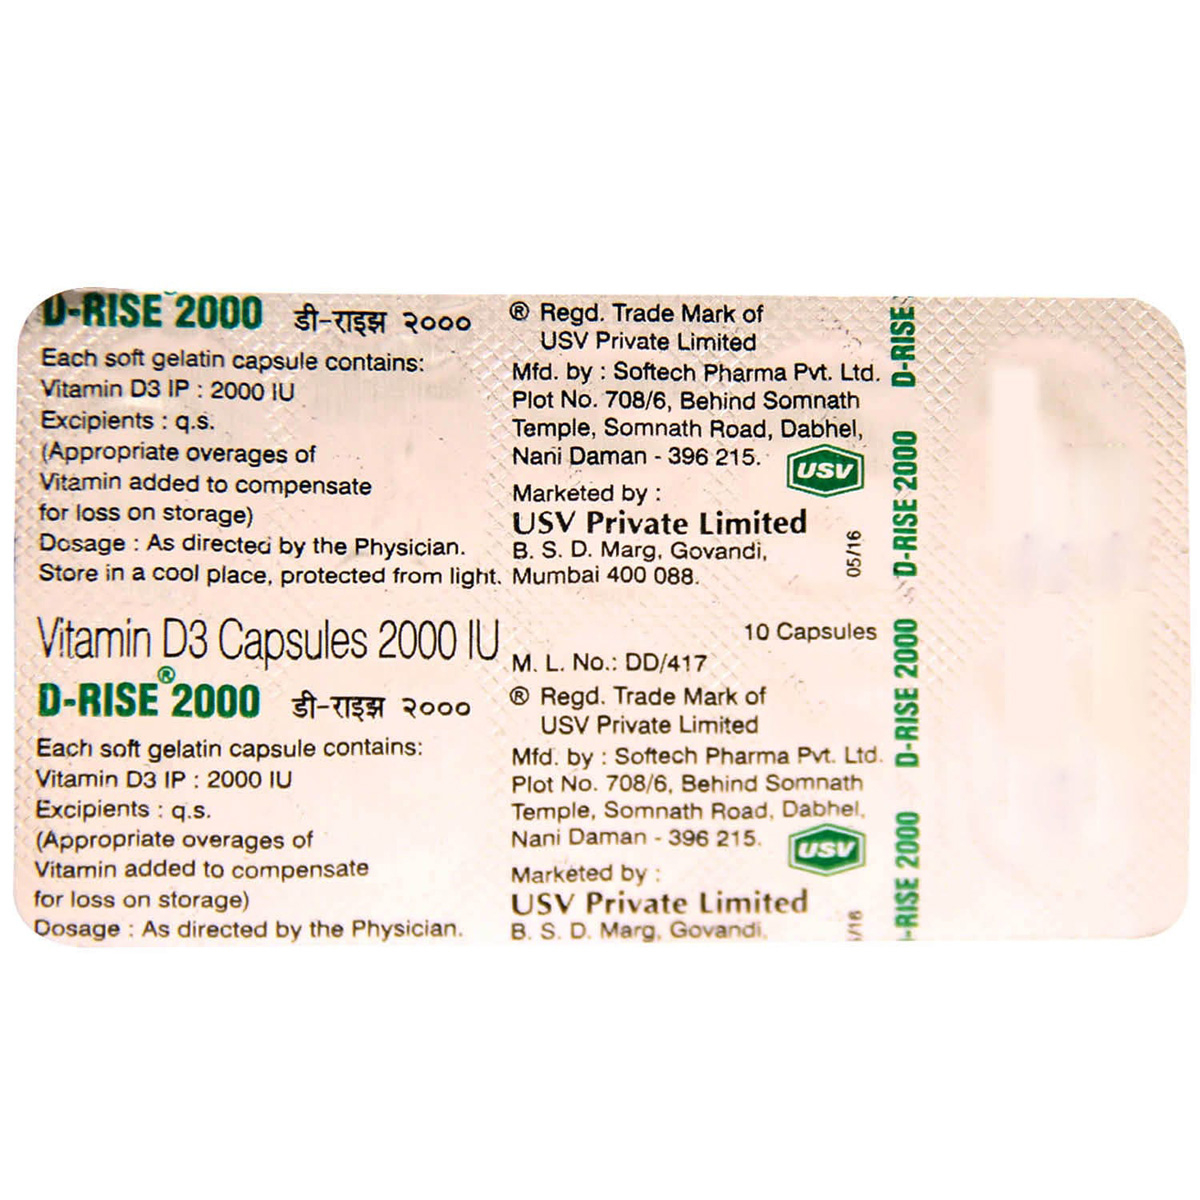 D-RISE® 2000 डी-राइझ २०००
Each soft gelatin capsule contains:
Vitamin D3 IP : 2000 IU
Excipients : q.s.
(Appropriate overages of
Vitamin added to compensate
for loss on storage)
Dosage : As directed by the Physician.
Store in a cool place, protected from light.
® Regd. Trade Mark of
USV Private Limited
Mfd. by : Softech Pharma Pvt. Ltd.
Plot No. 708/6, Behind Somnath
Temple, Somnath Road, Dabhel,
Nani Daman - 396 215.
USV
Marketed by :
USV Private Limited
B. S. D. Marg, Govandi,
Mumbai 400 088.
05/16
Vitamin D3 Capsules 2000 IU
10 Capsules
M. L. No.: DD/417
D-RISE® 2000 डी-राइझ २०००
Each soft gelatin capsule contains:
Vitamin D3 IP : 2000 IU
Excipients : q.s.
(Appropriate overages of
Vitamin added to compensate
for loss on storage)
Dosage : As directed by the Physician.
® Regd. Trade Mark of
USV Private Limited
Mfd. by : Softech Pharma Pvt. Ltd.
Plot No. 708/6, Behind Somnath
Temple, Somnath Road, Dabhel,
Nani Daman - 396 215.
USV
Marketed by :
USV Private Limited
B. S. D. Marg, Govandi,
/16
D-RISE
D-RISE 2000
D-RISE 2000
-RISE 2000